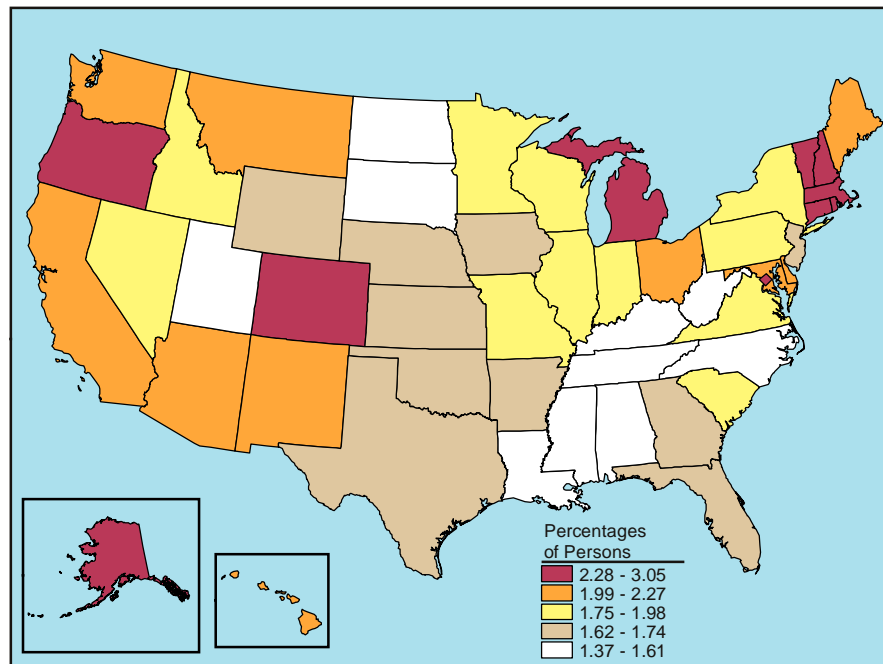 Percentages
of Persons
2.28 - 3.05
1.99 - 2.27
1.75 - 1.98
1.62 - 1.74
1.37 - 1.61